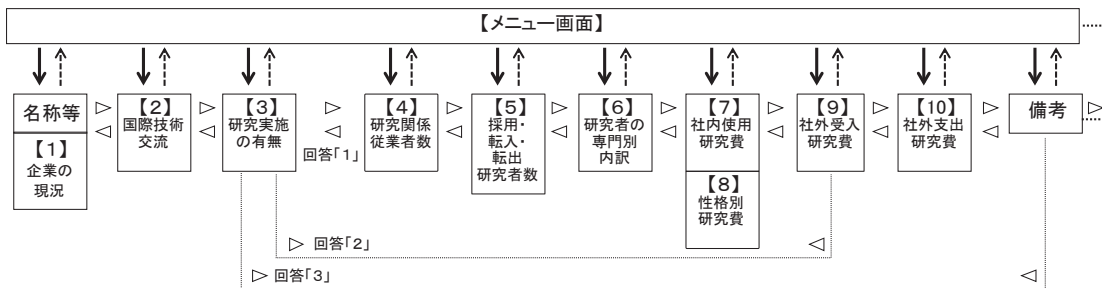 【メニュー画面】
名称等
【1】
企業の
現況
【2】
国際技術
交流
【3】
研究実施
の有無
回答「1」
【4】
研究関係
従業者数
【5】
採用・
転入・
転出
研究者数
【6】
研究者の
専門別
内訳
【7】
社内使用
研究費
【8】
性格別
研究費
【9】
社外受入
研究費
【10】
社外支出
研究費
備考
回答「2」
回答「3」